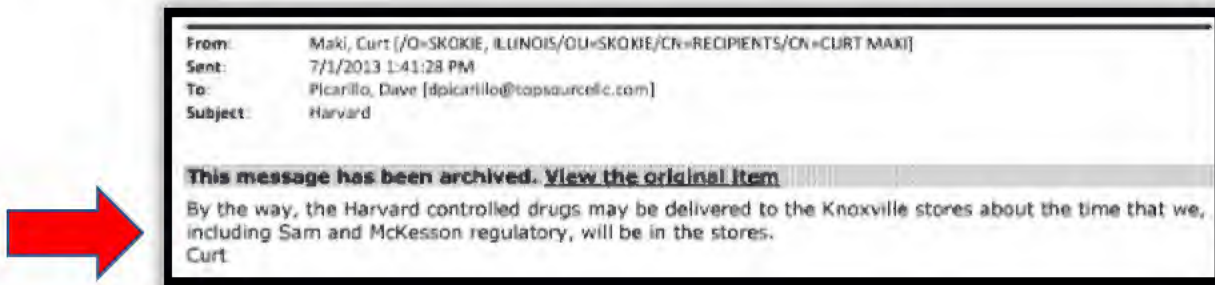 From: Maki, Curt [/O=SKOKIE, ILLINOIS/OU=SKOKIE/CN=RECIPIENTS/CN=CURT MAKI]
Sent: 7/1/2013 1:41:28 PM
To: Picarillo, Dave [dpicarillo@topsourcellc.com]
Subject: Harvard
This message has been archived. View the original item
By the way, the Harvard controlled drugs may be delivered to the Knoxville stores about the time that we,
including Sam and McKesson regulatory, will be in the stores.
Curt